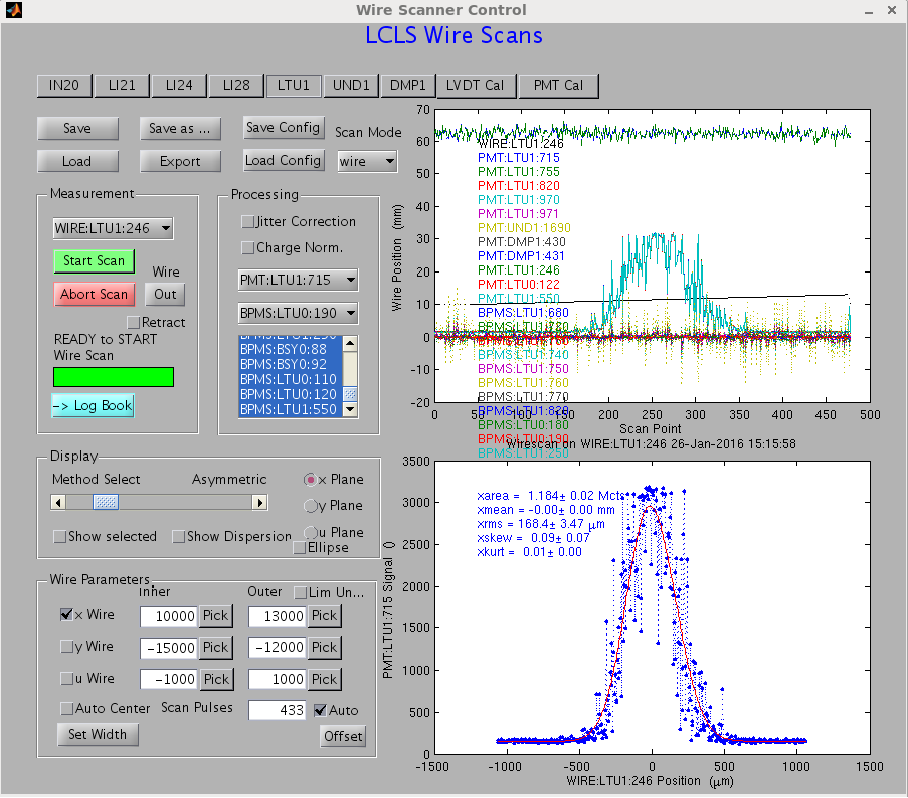 Wire Scanner Control
LCLS Wire Scans
IN20 LI21 LI24 LI28 LTU1 UND1 DMP1 LVDT Cal PMT Cal
Save Save as ... Save Config Scan Mode
Load Export Load Config wire
Measurement
WIRE:LTU1:246
Start Scan
Wire
Abort Scan Out
Retract
READY to START
Wire Scan
-> Log Book
Processing
Jitter Correction
Charge Norm.
PMT:LTU1:715
BPMS:LTU0:190
BPMS:BSY0:88
BPMS:BSY0:92
BPMS:LTU0:110
BPMS:LTU0:120
BPMS:LTU1:550
Display
Method Select Asymmetric
x Plane
y Plane
u Plane
Show selected Show Dispersion Ellipse
Wire Parameters
Inner Outer Lim Un...
x Wire 10000 Pick 13000 Pick
y Wire -15000 Pick -12000 Pick
u Wire -1000 Pick 1000 Pick
Auto Center Scan Pulses 433 Auto
Set Width Offset
70
60
50
40
30
20
10
0
-10
-20
Wire Position (mm)
WIRE:LTU1:246
PMT:LTU1:715
PMT:LTU1:755
PMT:LTU1:820
PMT:LTU1:970
PMT:LTU1:971
PMT:UND1:1690
PMT:DMP1:430
PMT:DMP1:431
PMT:LTU1:246
PMT:LTU0:122
PMT:LTU1:550
BPMS:LTU1:680
BPMS:LTU1:740
BPMS:LTU1:750
BPMS:LTU1:760
BPMS:LTU1:770
BPMS:LTU1:820
BPMS:LTU0:180
BPMS:LTU0:190
BPMS:LTU1:250
0 50 200 250 300 350 400 450 500
Scan Point
Wirescan on WIRE:LTU1:246 26-Jan-2016 15:15:58
3500
3000
2500
2000
1500
1000
500
0
PMT:LTU1:715 Signal ()
xarea = 1.184± 0.02 Mcts
xmean = -0.00± 0.00 mm
xrms = 168.4± 3.47 μm
xskew = 0.09± 0.07
xkurt = 0.01± 0.00
-1500 -1000 -500 0 500 1000 1500
WIRE:LTU1:246 Position (μm)